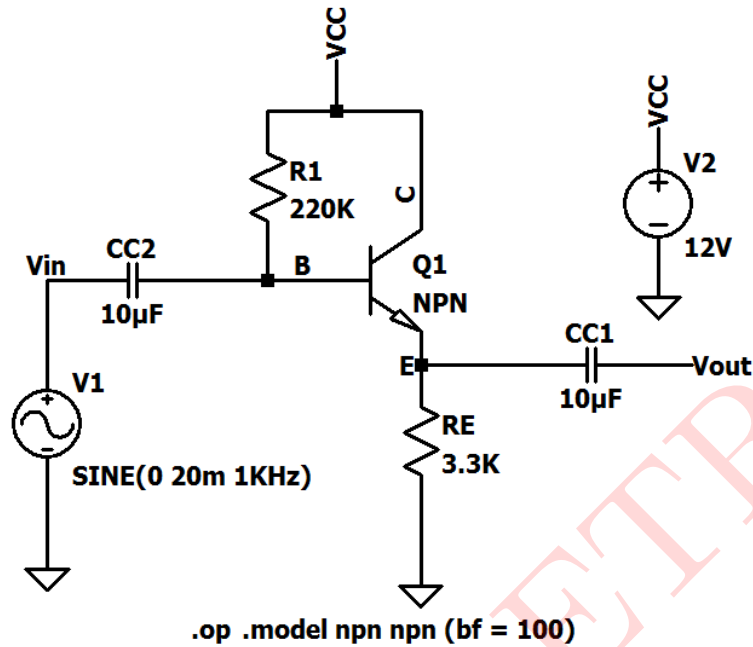 VCC
VCC
R1
220K
C
V2
12V
CC2
Vin
10µF
B
Q1
NPN
CC1
E
10µF
Vout
V1
RE
3.3K
SINE(0 20m 1KHz)
ETP
.op .model npn npn (bf = 100)